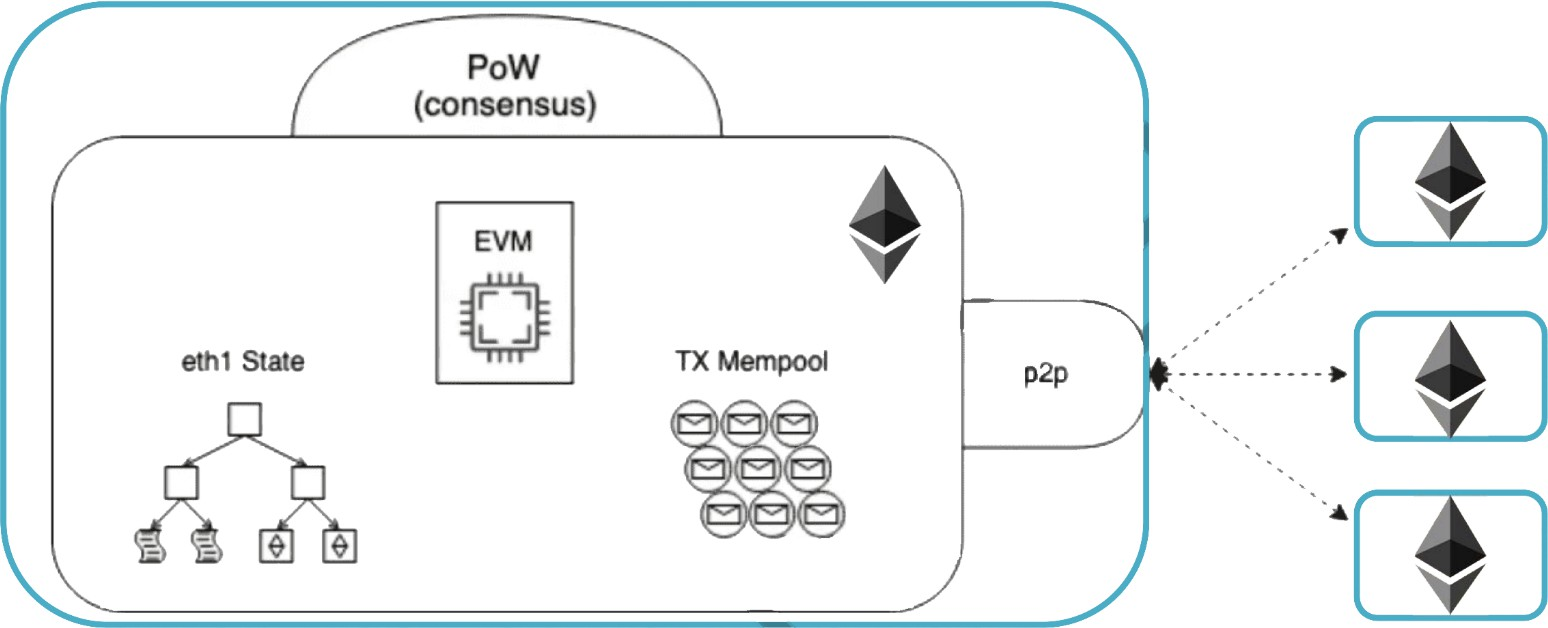 PoW
(consensus)
EVM
eth1 State
TX Mempool
p2p